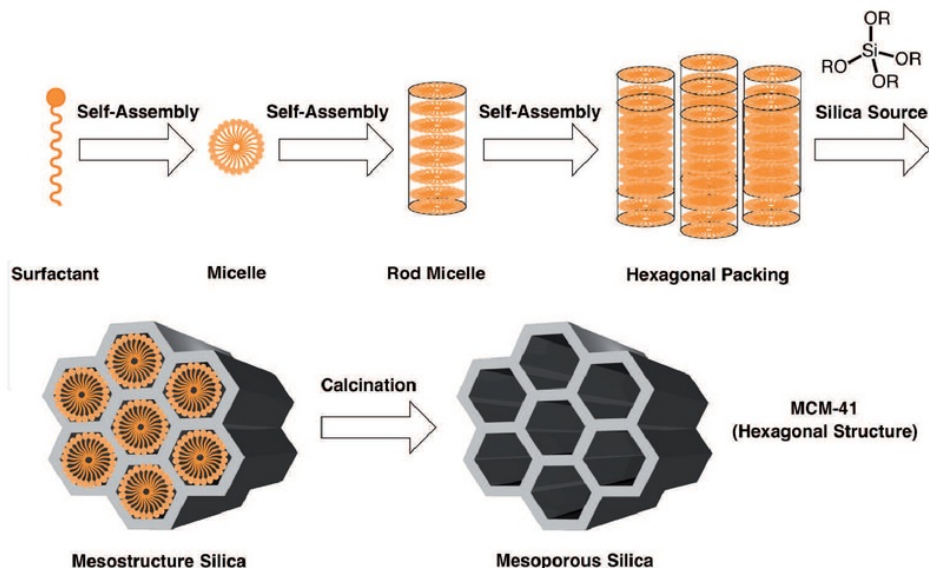 OR
Si
RO
OR
OR
Self-Assembly
Self-Assembly
Self-Assembly
Silica Source
Surfactant
Micelle
Rod Micelle
Hexagonal Packing
Calcination
MCM-41
(Hexagonal Structure)
Mesostructure Silica
Mesoporous Silica